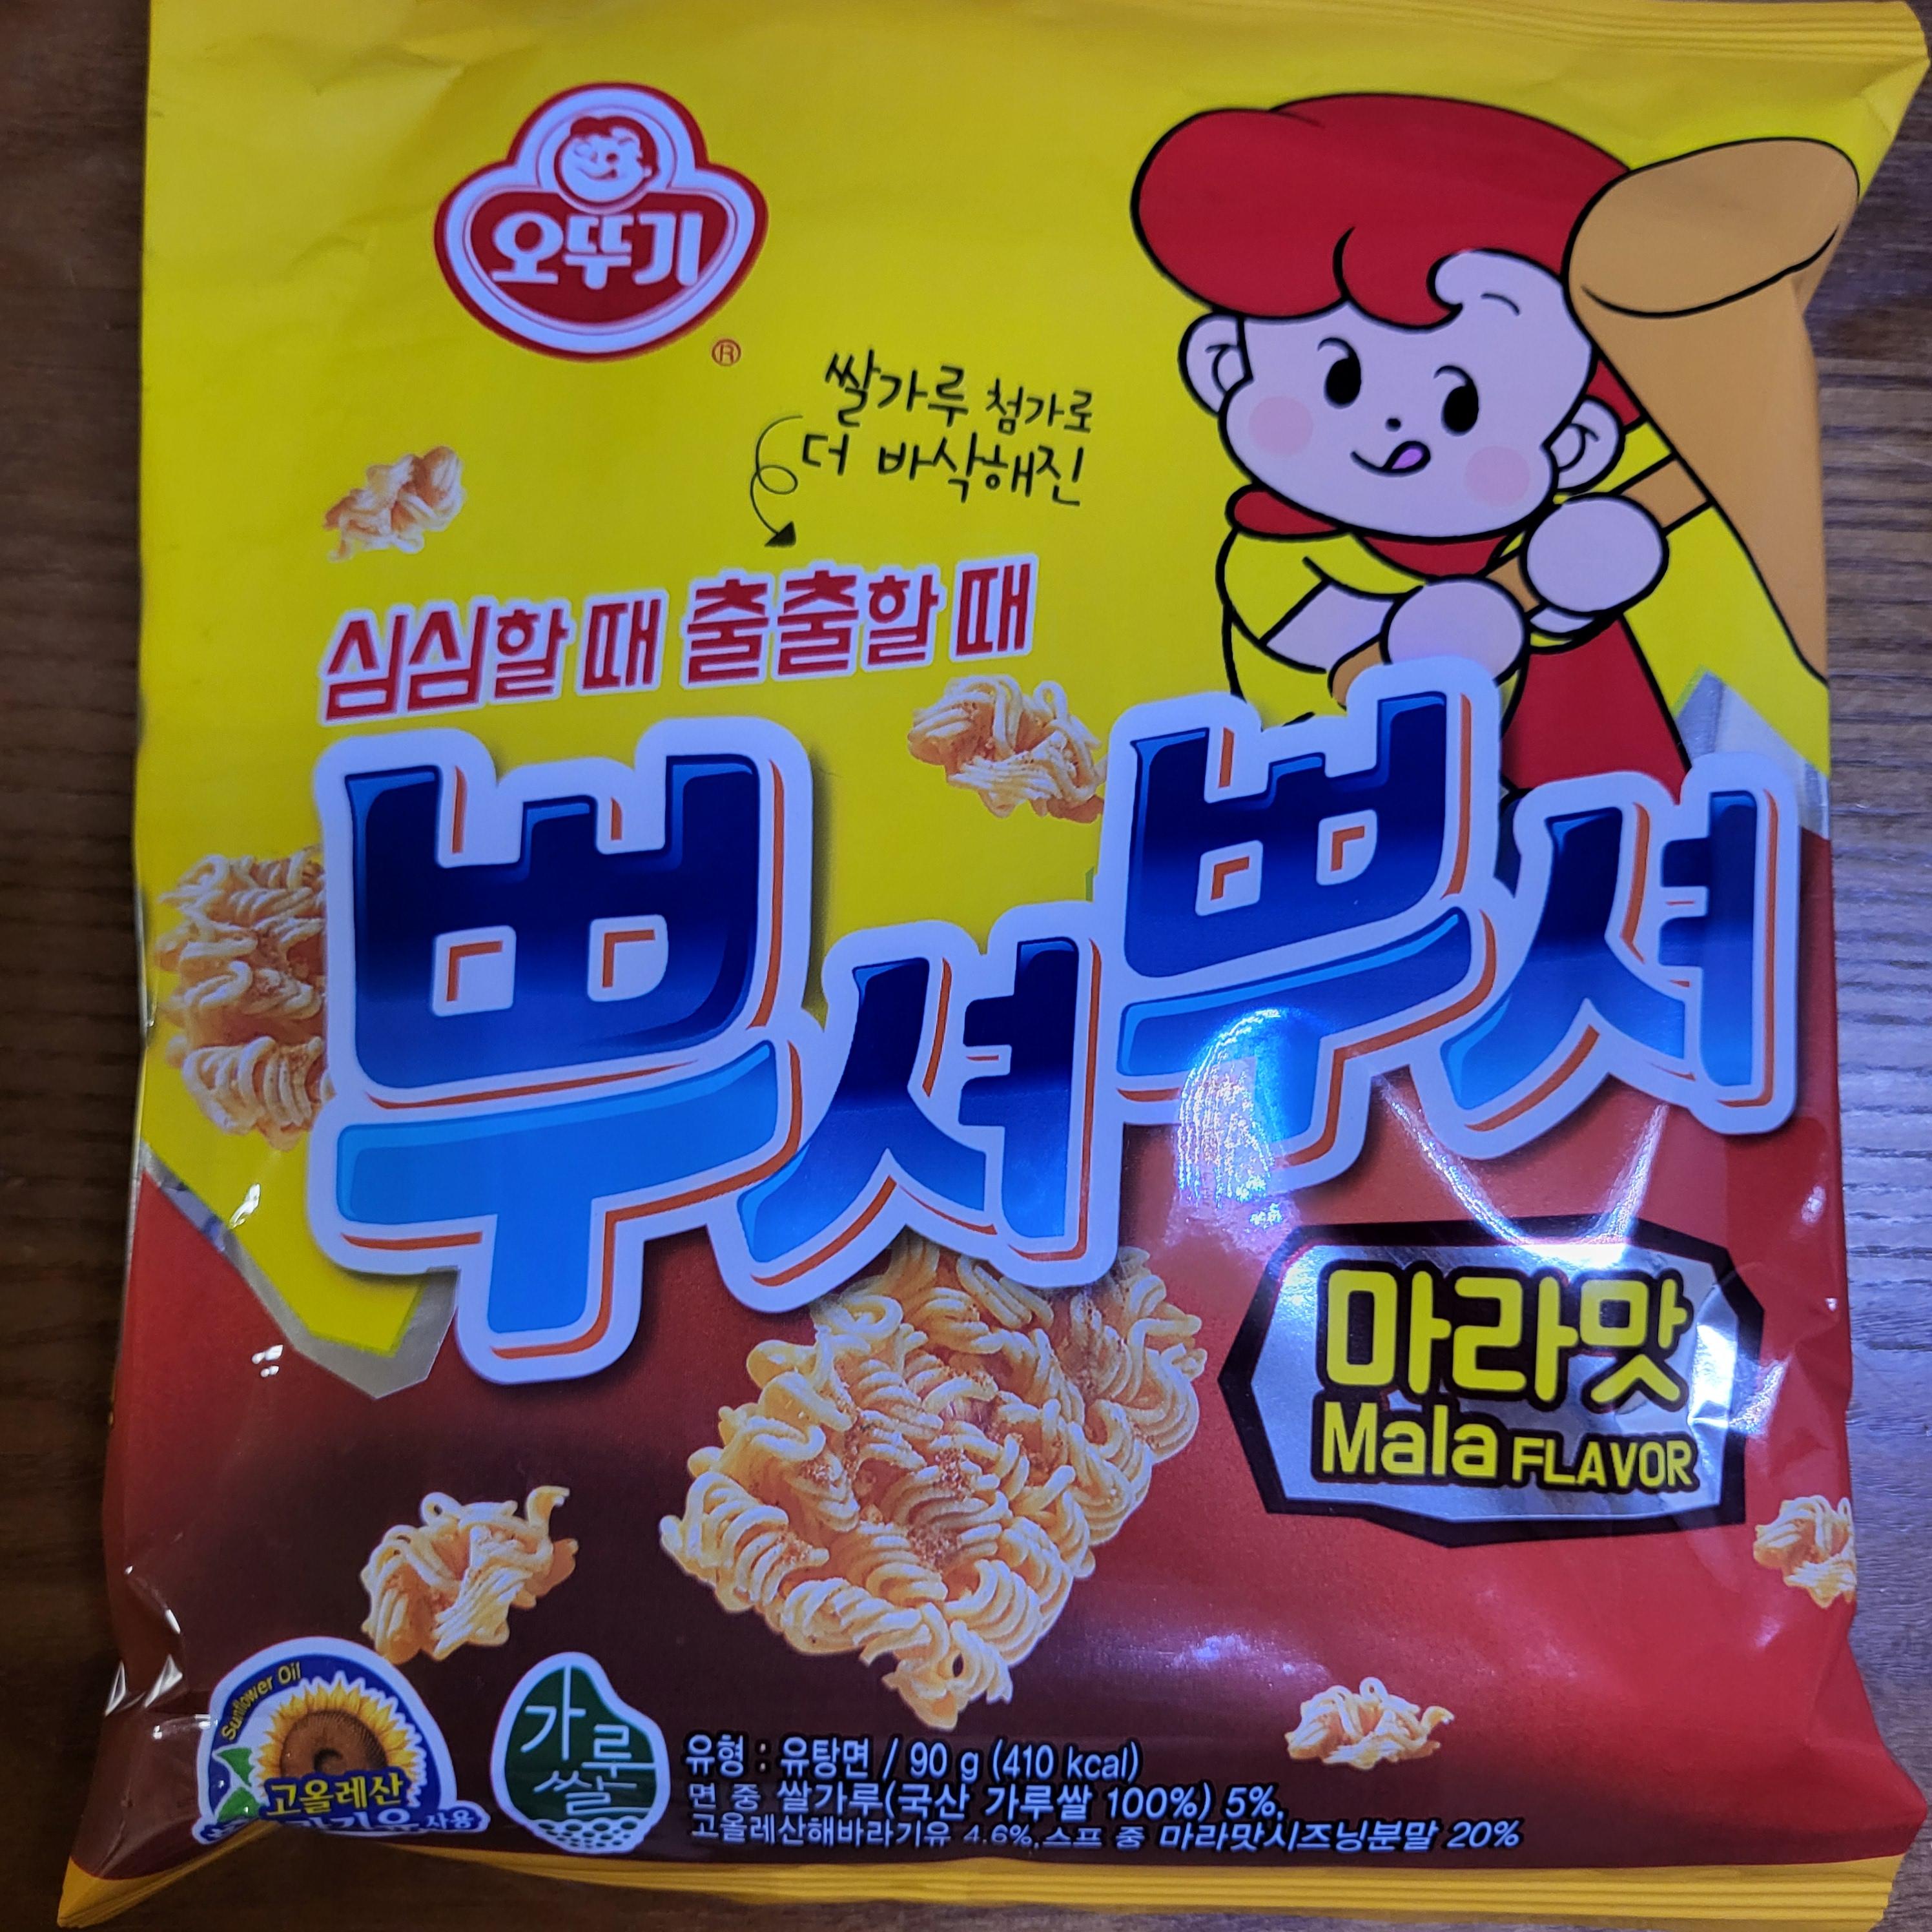 오뚜기
®
쌀가루 첨가로
더 바삭해진
심심할 때 출출할 때
뿌셔뿌셔
마라맛
Mala FLAVOR
Sunflower Oil
고올레산
사용
가루
쌀
유형 : 유탕면 / 90 g (410 kcal)
면 중 쌀가루(국산 가루쌀 100%) 5%,
고올레산해바라기유 4.6%, 스프 중 마라맛시즈닝분말 20%